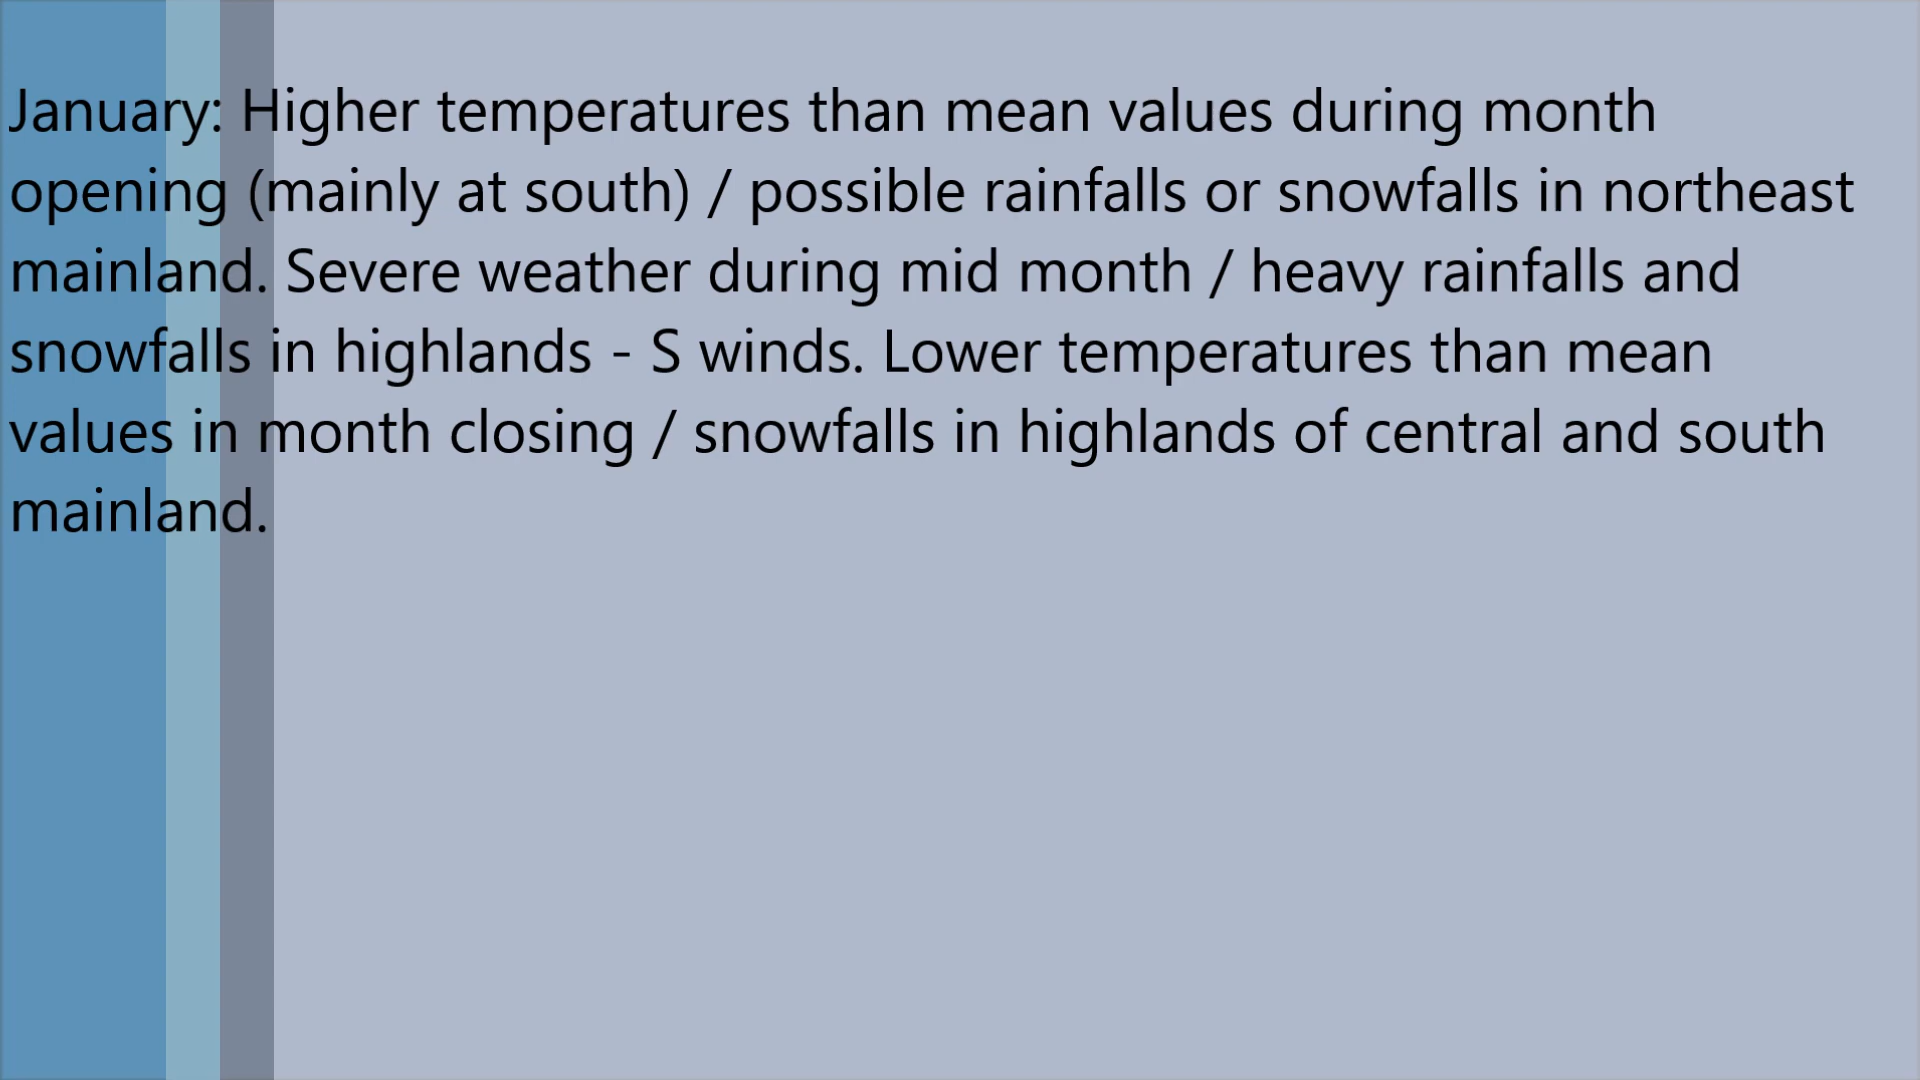 January: Higher temperatures than mean values during month
opening (mainly at south) / possible rainfalls or snowfalls in northeast
mainland. Severe weather during mid month / heavy rainfalls and
snowfalls in highlands - S winds. Lower temperatures than mean
values in month closing / snowfalls in highlands of central and south
mainland.